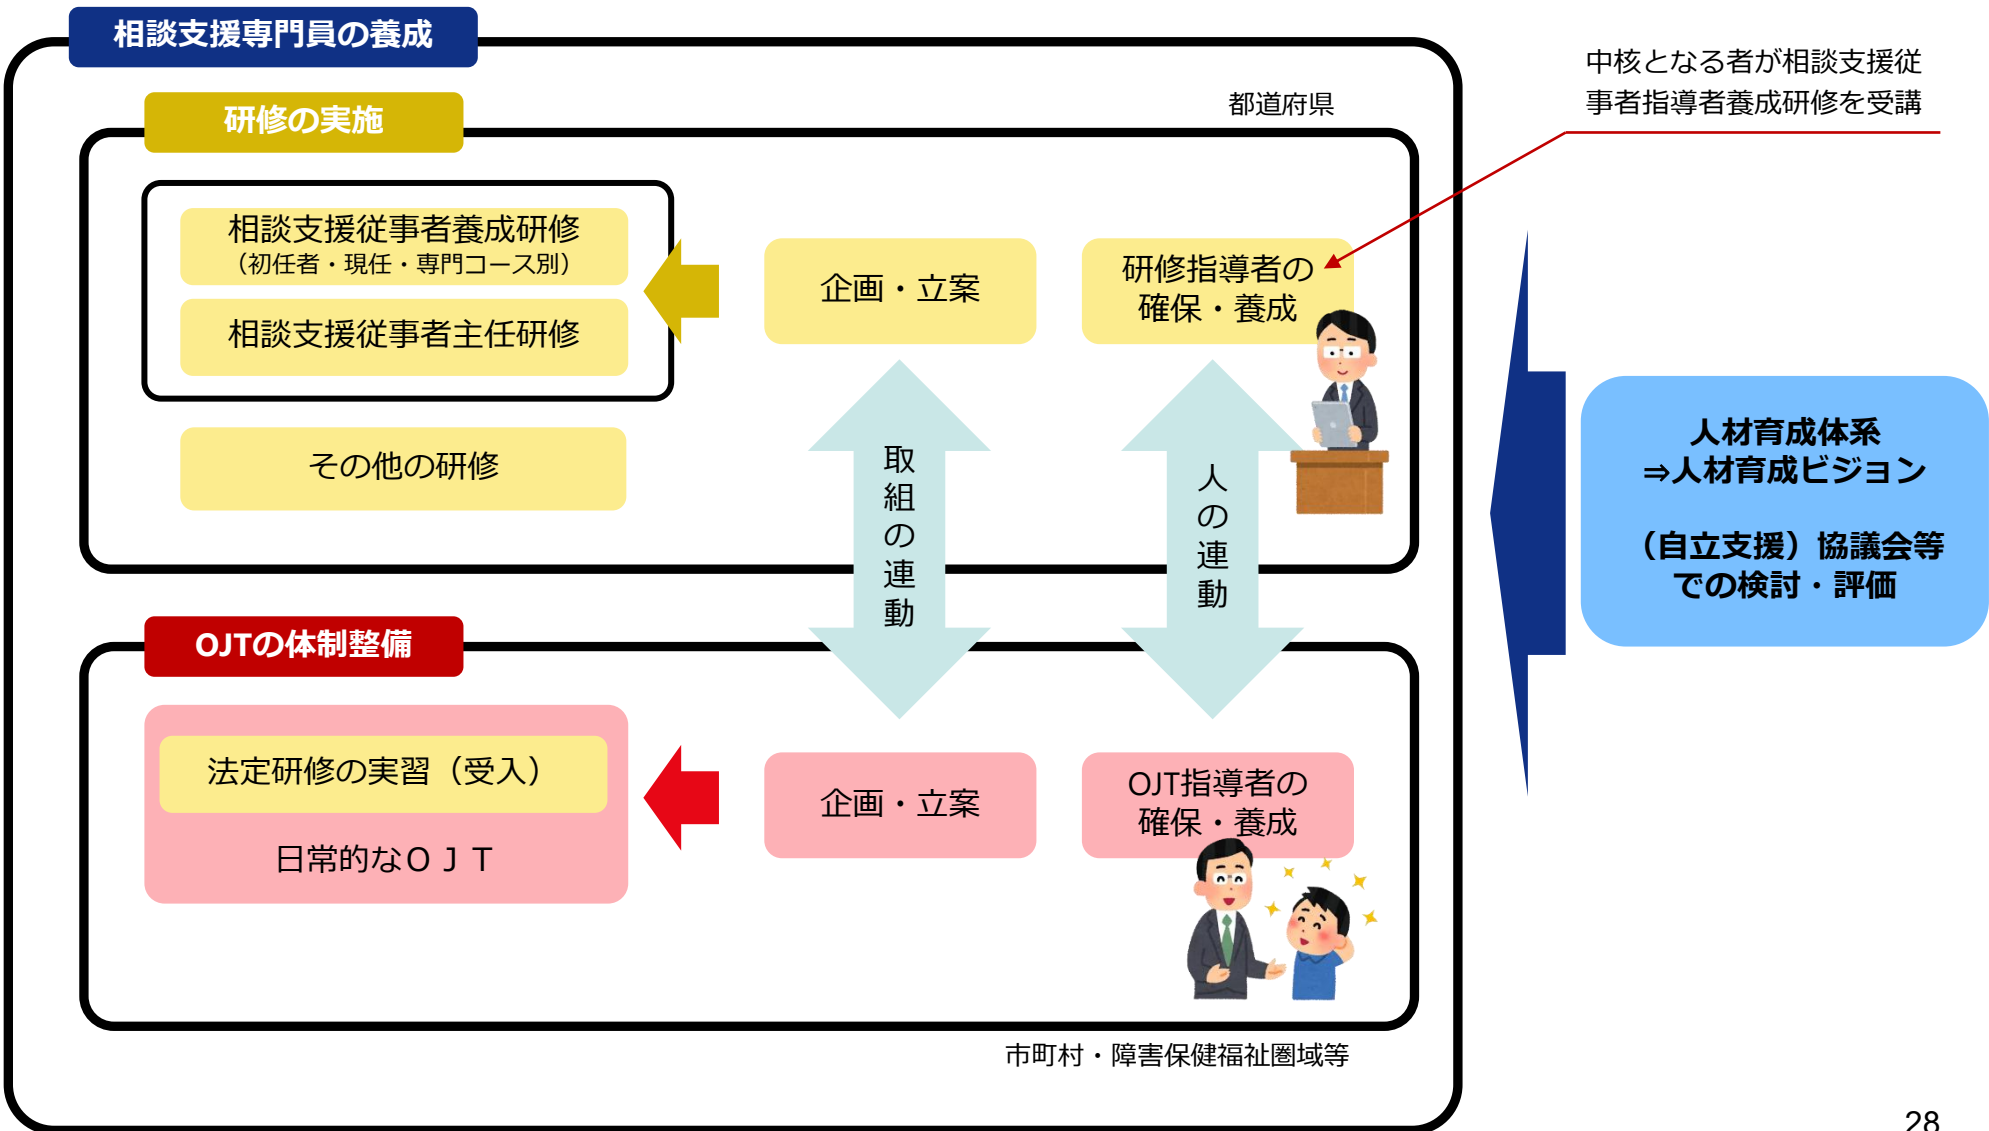 相談支援専門員の養成
研修の実施
都道府県
中核となる者が相談支援従
事者指導者養成研修を受講
相談支援従事者養成研修
（初任者・現任・専門コース別）
相談支援従事者主任研修
その他の研修
企画・立案
研修指導者の
確保・養成
取組の連動
人の連動
人材育成体系
⇒人材育成ビジョン
（自立支援）協議会等
での検討・評価
OJTの体制整備
法定研修の実習（受入）
日常的なＯＪＴ
企画・立案
OJT指導者の
確保・養成
市町村・障害保健福祉圏域等
28